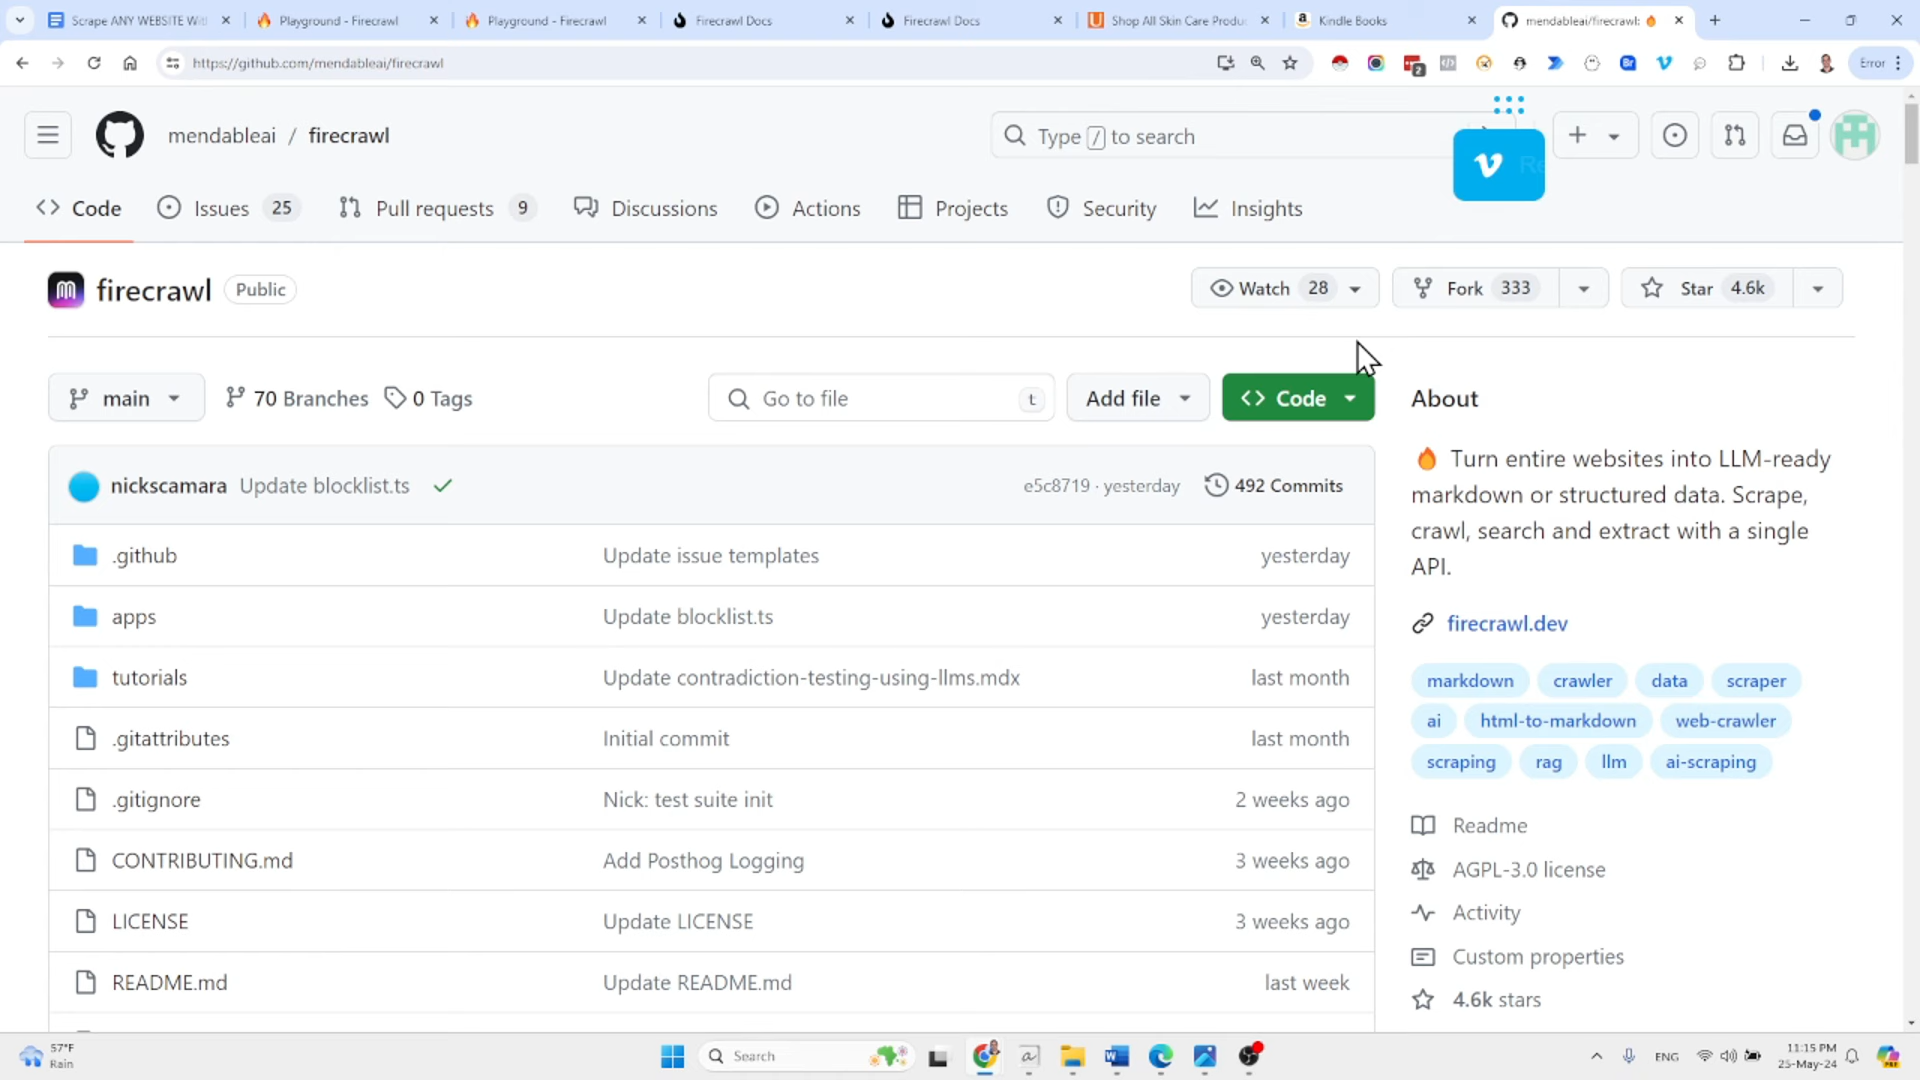 Scrape ANY WEBSITE Wit
Playground - Firecrawl
Playground - Firecrawl
Firecrawl Docs
Firecrawl Docs
Shop All Skin Care Produ
Kindle Books
mendableai/firecrawl:
https://github.com/mendableai/firecrawl
2
Error
mendableai / firecrawl
Type / to search
Code
Issues 25
Pull requests 9
Discussions
Actions
Projects
Security
Insights
firecrawl Public
Watch 28
Fork 333
Star 4.6k
main
70 Branches
0 Tags
Go to file t
Add file
Code
nickscamara Update blocklist.ts e5c8719 · yesterday 492 Commits
.github Update issue templates yesterday
apps Update blocklist.ts yesterday
tutorials Update contradiction-testing-using-llms.mdx last month
.gitattributes Initial commit last month
.gitignore Nick: test suite init 2 weeks ago
CONTRIBUTING.md Add Posthog Logging 3 weeks ago
LICENSE Update LICENSE 3 weeks ago
README.md Update README.md last week
About
Turn entire websites into LLM-ready
markdown or structured data. Scrape,
crawl, search and extract with a single
API.
firecrawl.dev
markdown crawler data scraper
ai html-to-markdown web-crawler
scraping rag llm ai-scraping
Readme
AGPL-3.0 license
Activity
Custom properties
4.6k stars
57°F
Rain
Search
ENG
11:15 PM
25-May-24